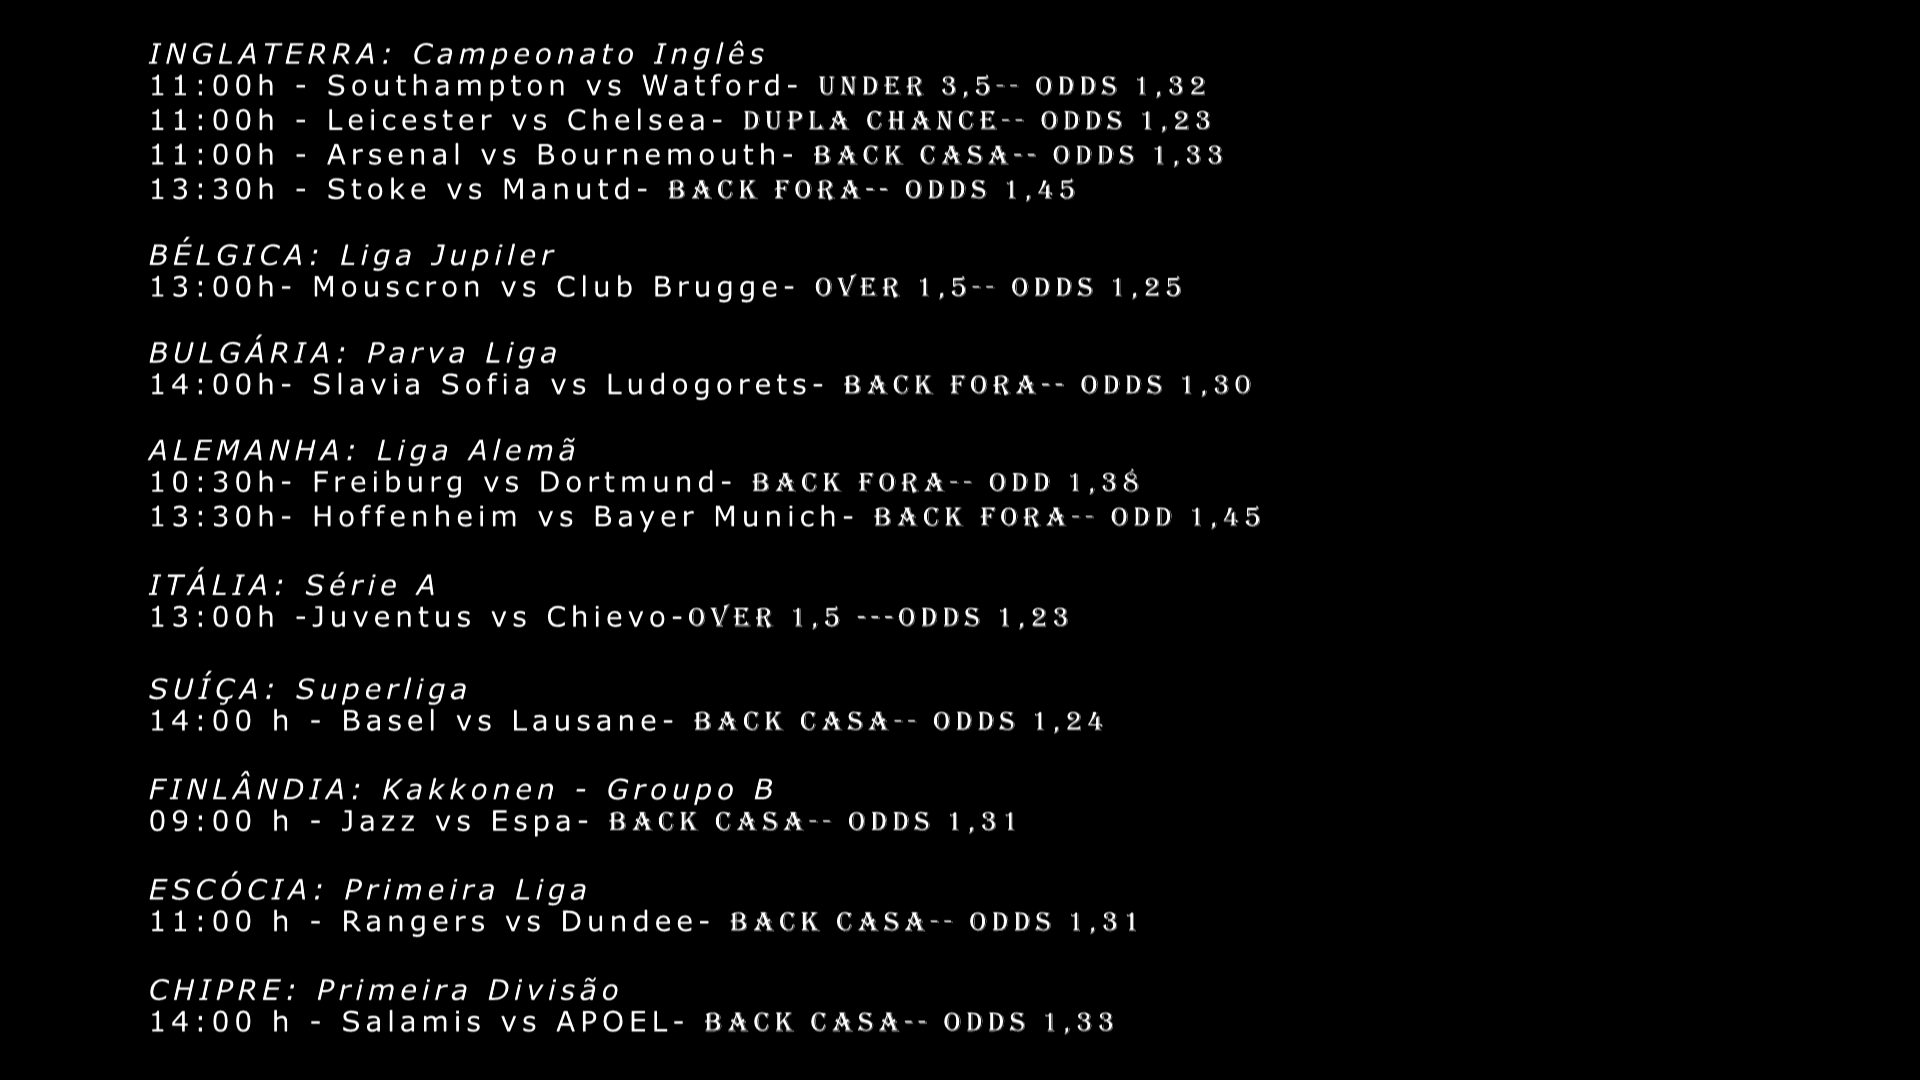 INGLATERRA: Campeonato Inglês
11:00h - Southampton vs Watford- UNDER 3,5-- ODDS 1,32
11:00h - Leicester vs Chelsea- DUPLA CHANCE-- ODDS 1,23
11:00h - Arsenal vs Bournemouth- BACK CASA-- ODDS 1,33
13:30h - Stoke vs Manutd- BACK FORA-- ODDS 1,45
BÉLGICA: Liga Jupiler
13:00h- Mouscron vs Club Brugge- OVER 1,5-- ODDS 1,25
BULGÁRIA: Parva Liga
14:00h- Slavia Sofia vs Ludogorets- BACK FORA-- ODDS 1,30
ALEMANHA: Liga Alemã
10:30h- Freiburg vs Dortmund- BACK FORA-- ODD 1,38
13:30h- Hoffenheim vs Bayer Munich- BACK FORA-- ODD 1,45
ITÁLIA: Série A
13:00h -Juventus vs Chievo-OVER 1,5 ---ODDS 1,23
SUÍÇA: Superliga
14:00 h - Basel vs Lausane- BACK CASA-- ODDS 1,24
FINLÂNDIA: Kakkonen - Groupo B
09:00 h - Jazz vs Espa- BACK CASA-- ODDS 1,31
ESCÓCIA: Primeira Liga
11:00 h - Rangers vs Dundee- BACK CASA-- ODDS 1,31
CHIPRE: Primeira Divisão
14:00 h - Salamis vs APOEL- BACK CASA-- ODDS 1,33